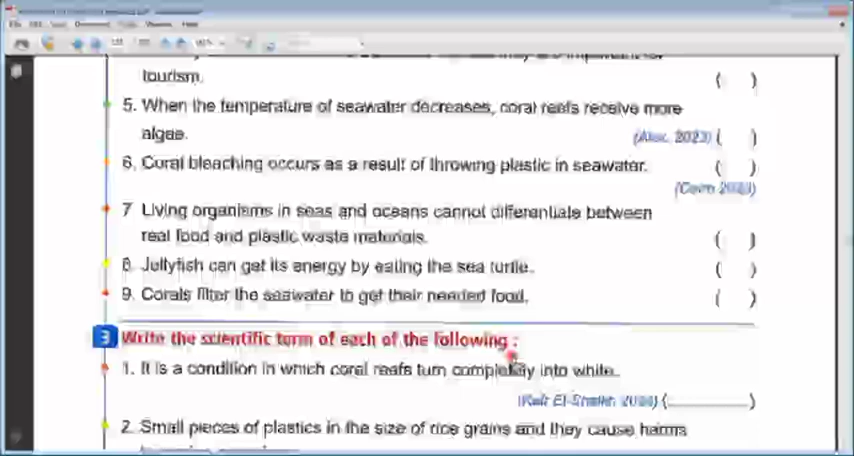 tourism. ( )
5. When the temperature of seawater decreases, coral reefs receive more
algae. (Alex. 2023) ( )
6. Coral bleaching occurs as a result of throwing plastic in seawater. ( )
(Cairo 2023)
7 Living organisms in seas and oceans cannot differentiate between
real food and plastic waste materials. ( )
8. Jellyfish can get its energy by eating the sea turtle. ( )
9. Corals filter the seawater to get their needed food. ( )
3 Write the scientific term of each of the following :
1. It is a condition in which coral reefs turn completely into white.
(Kafr El-Sheikh ) (__________)
2. Small pieces of plastics in the size of rice grains and they cause harms